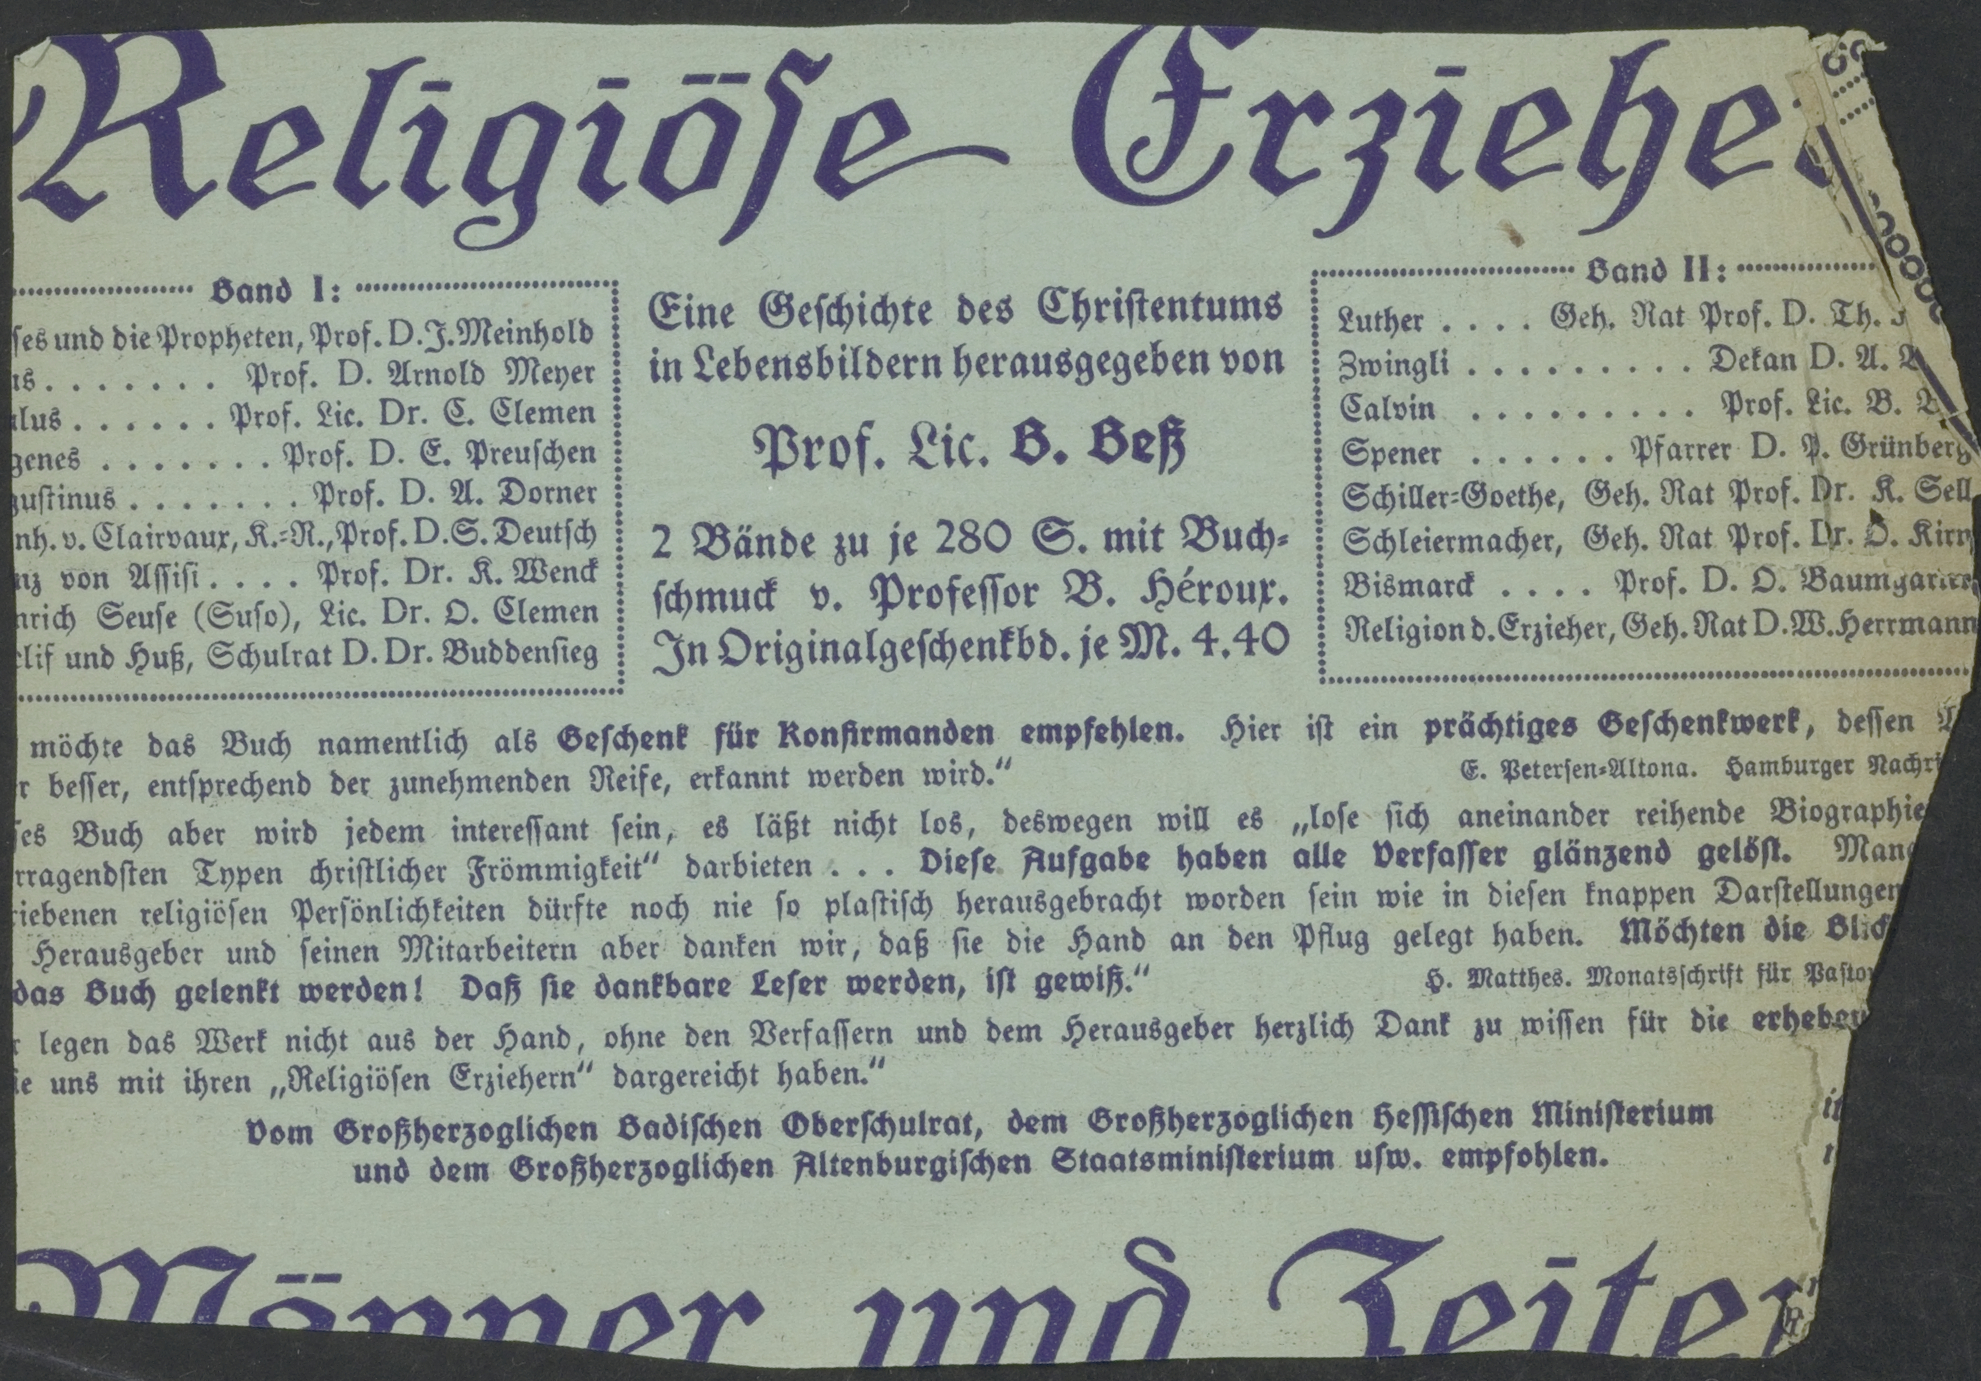 Religiöse Erzieher
Band I:
ses und die Propheten, Prof. D. J. Meinhold
us . . . . . . . Prof. D. Arnold Meyer
ulus . . . . . . Prof. Lic. Dr. C. Clemen
genes . . . . . . . Prof. D. E. Preuschen
gustinus . . . . . . . Prof. D. A. Dorner
nh. v. Clairvaux, K.=R., Prof. D. S. Deutsch
nz von Assisi . . . . Prof. Dr. K. Wenck
nrich Seuse (Suso), Lic. Dr. O. Clemen
lif und Huß, Schulrat D. Dr. Buddensieg
Eine Geschichte des Christentums
in Lebensbildern herausgegeben von
Prof. Lic. B. Beß
2 Bände zu je 280 S. mit Buch=
schmuck v. Professor B. Héroux.
In Originalgeschenkbd. je M. 4.40
Band II:
Luther . . . . Geh. Rat Prof. D. Th.
Zwingli . . . . . . . . . Dekan D. A.
Calvin . . . . . . . . . Prof. Lic. B.
Spener . . . . . . Pfarrer D. P. Grünberg
Schiller=Goethe, Geh. Rat Prof. Dr. K. Sell
Schleiermacher, Geh. Rat Prof. Dr. O. Kirn
Bismarck . . . . Prof. D. O. Baumgarten
Religion d. Erzieher, Geh. Rat D. W. Herrmann
möchte das Buch namentlich als Geschenk für Konfirmanden empfehlen. Hier ist ein prächtiges Geschenkwerk, dessen
r besser, entsprechend der zunehmenden Reife, erkannt werden wird.“ E. Petersen=Altona. Hamburger Nachri
ses Buch aber wird jedem interessant sein, es läßt nicht los, deswegen will es „lose sich aneinander reihende Biographie
rragendsten Typen christlicher Frömmigkeit“ darbieten . . . Diese Aufgabe haben alle Verfasser glänzend gelöst. Manc
riebenen religiösen Persönlichkeiten dürfte noch nie so plastisch herausgebracht worden sein wie in diesen knappen Darstellungen
Herausgeber und seinen Mitarbeitern aber danken wir, daß sie die Hand an den Pflug gelegt haben. Möchten die Blick
das Buch gelenkt werden! Daß sie dankbare Leser werden, ist gewiß.“ H. Matthes. Monatsschrift für Pastor
r legen das Werk nicht aus der Hand, ohne den Verfassern und dem Herausgeber herzlich Dank zu wissen für die erheben
ie uns mit ihren „Religiösen Erziehern“ dargereicht haben.“
Vom Großherzoglichen Badischen Oberschulrat, dem Großherzoglichen Hessischen Ministerium
und dem Großherzoglichen Altenburgischen Staatsministerium usw. empfohlen.
Männer und Zeiten